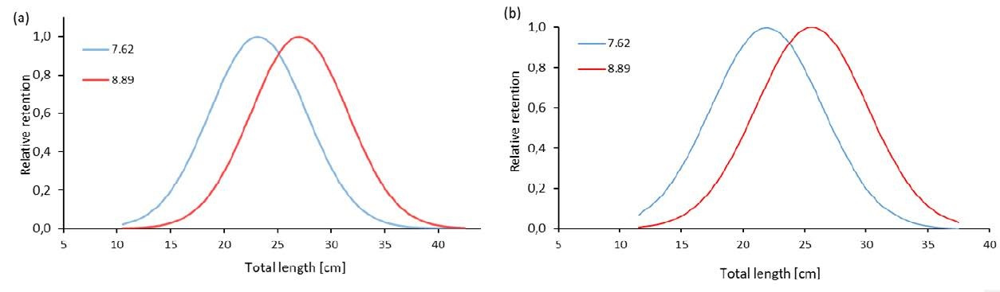 (a)
Relative retention
1,0
0,8
0,6
0,4
0,2
0,0
7.62
8.89
5 10 15 20 25 30 35 40
Total length [cm]
(b)
Relative retention
1,0
0,8
0,6
0,4
0,2
0,0
7.62
8.89
5 10 15 20 25 30 35 40
Total length [cm]